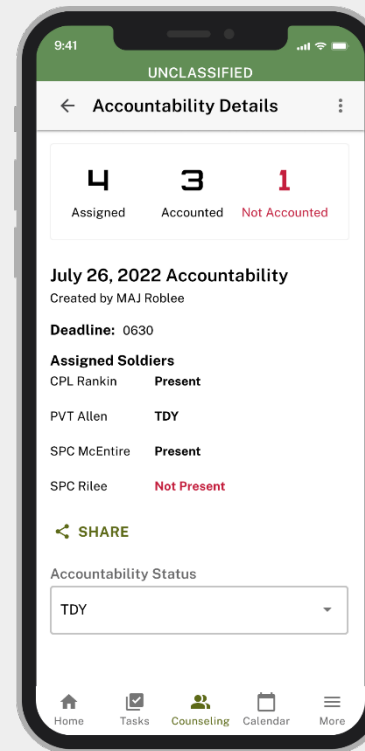 9:41
UNCLASSIFIED
Accountability Details
4 3 1
Assigned Accounted Not Accounted
July 26, 2022 Accountability
Created by MAJ Roblee
Deadline: 0630
Assigned Soldiers
CPL Rankin Present
PVT Allen TDY
SPC McEntire Present
SPC Rilee Not Present
SHARE
Accountability Status
TDY
Home Tasks Counseling Calendar More